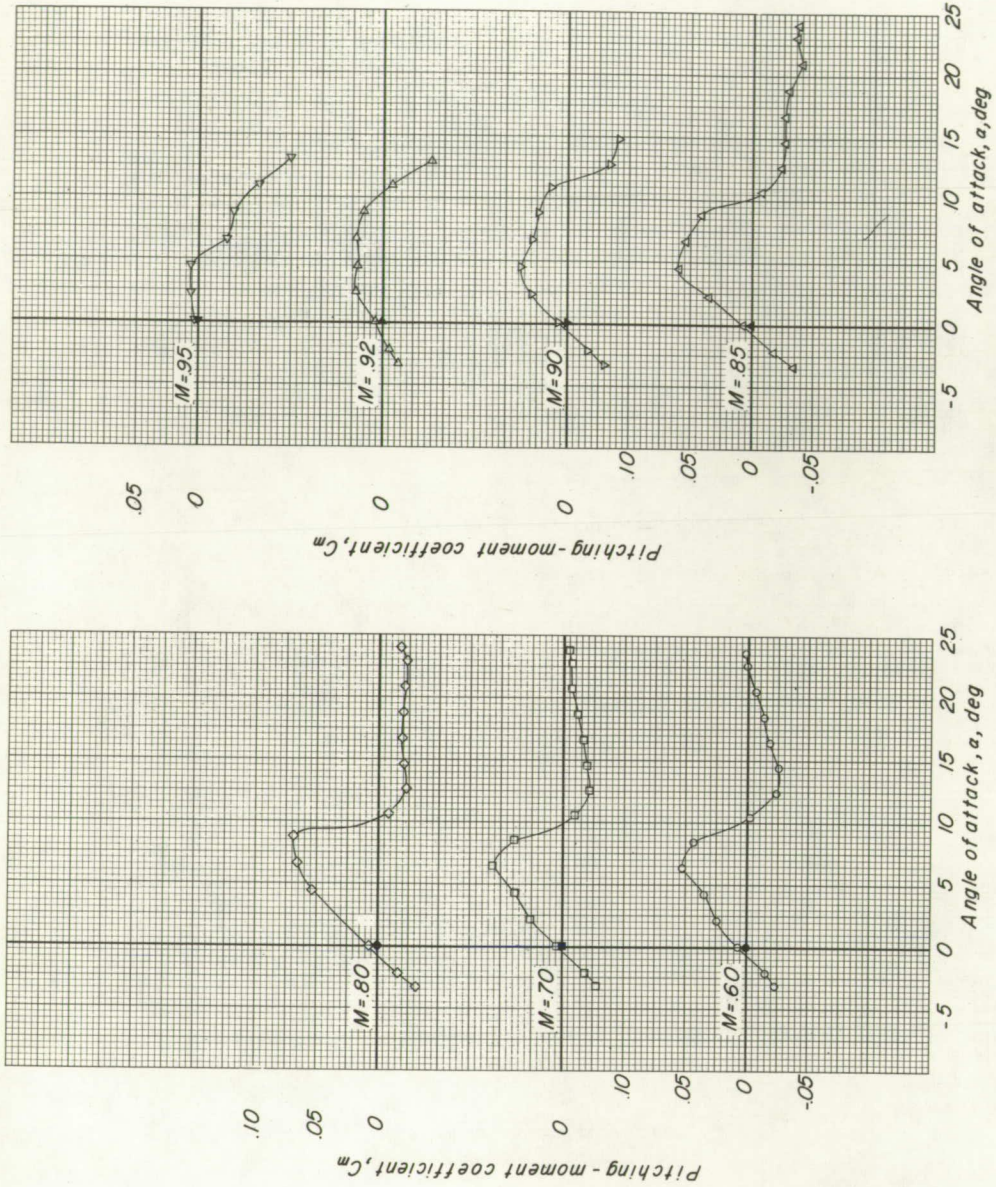 Pitching-moment coefficient, Cm
.10
.05
0
0
.10
.05
0
-.05
M=.80
M=.70
M=.60
-5
0
5
10
15
20
25
Angle of attack, a, deg
Pitching-moment coefficient, Cm
.05
0
0
0
.10
.05
0
-.05
M=.95
M=.92
M=.90
M=.85
-5
0
5
10
15
20
25
Angle of attack, a, deg